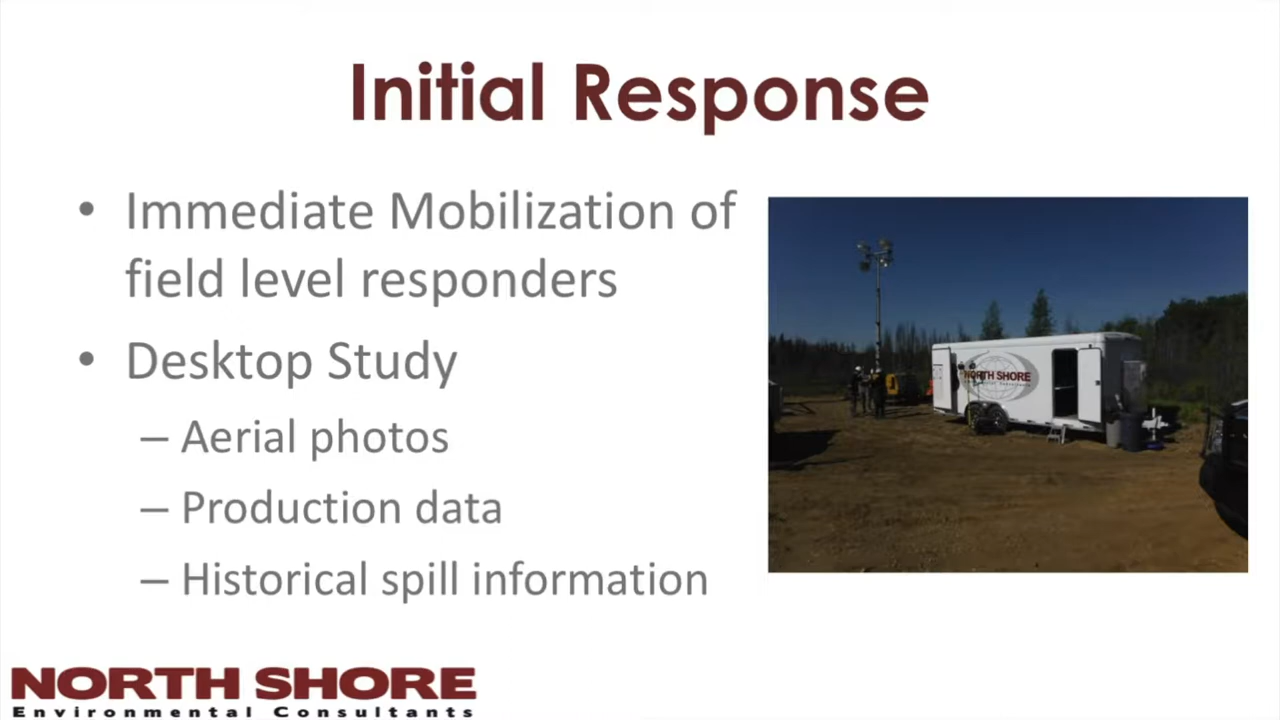 Initial Response
• Immediate Mobilization of
field level responders
• Desktop Study
– Aerial photos
– Production data
– Historical spill information
NORTH SHORE
NORTH SHORE
Environmental Consultants